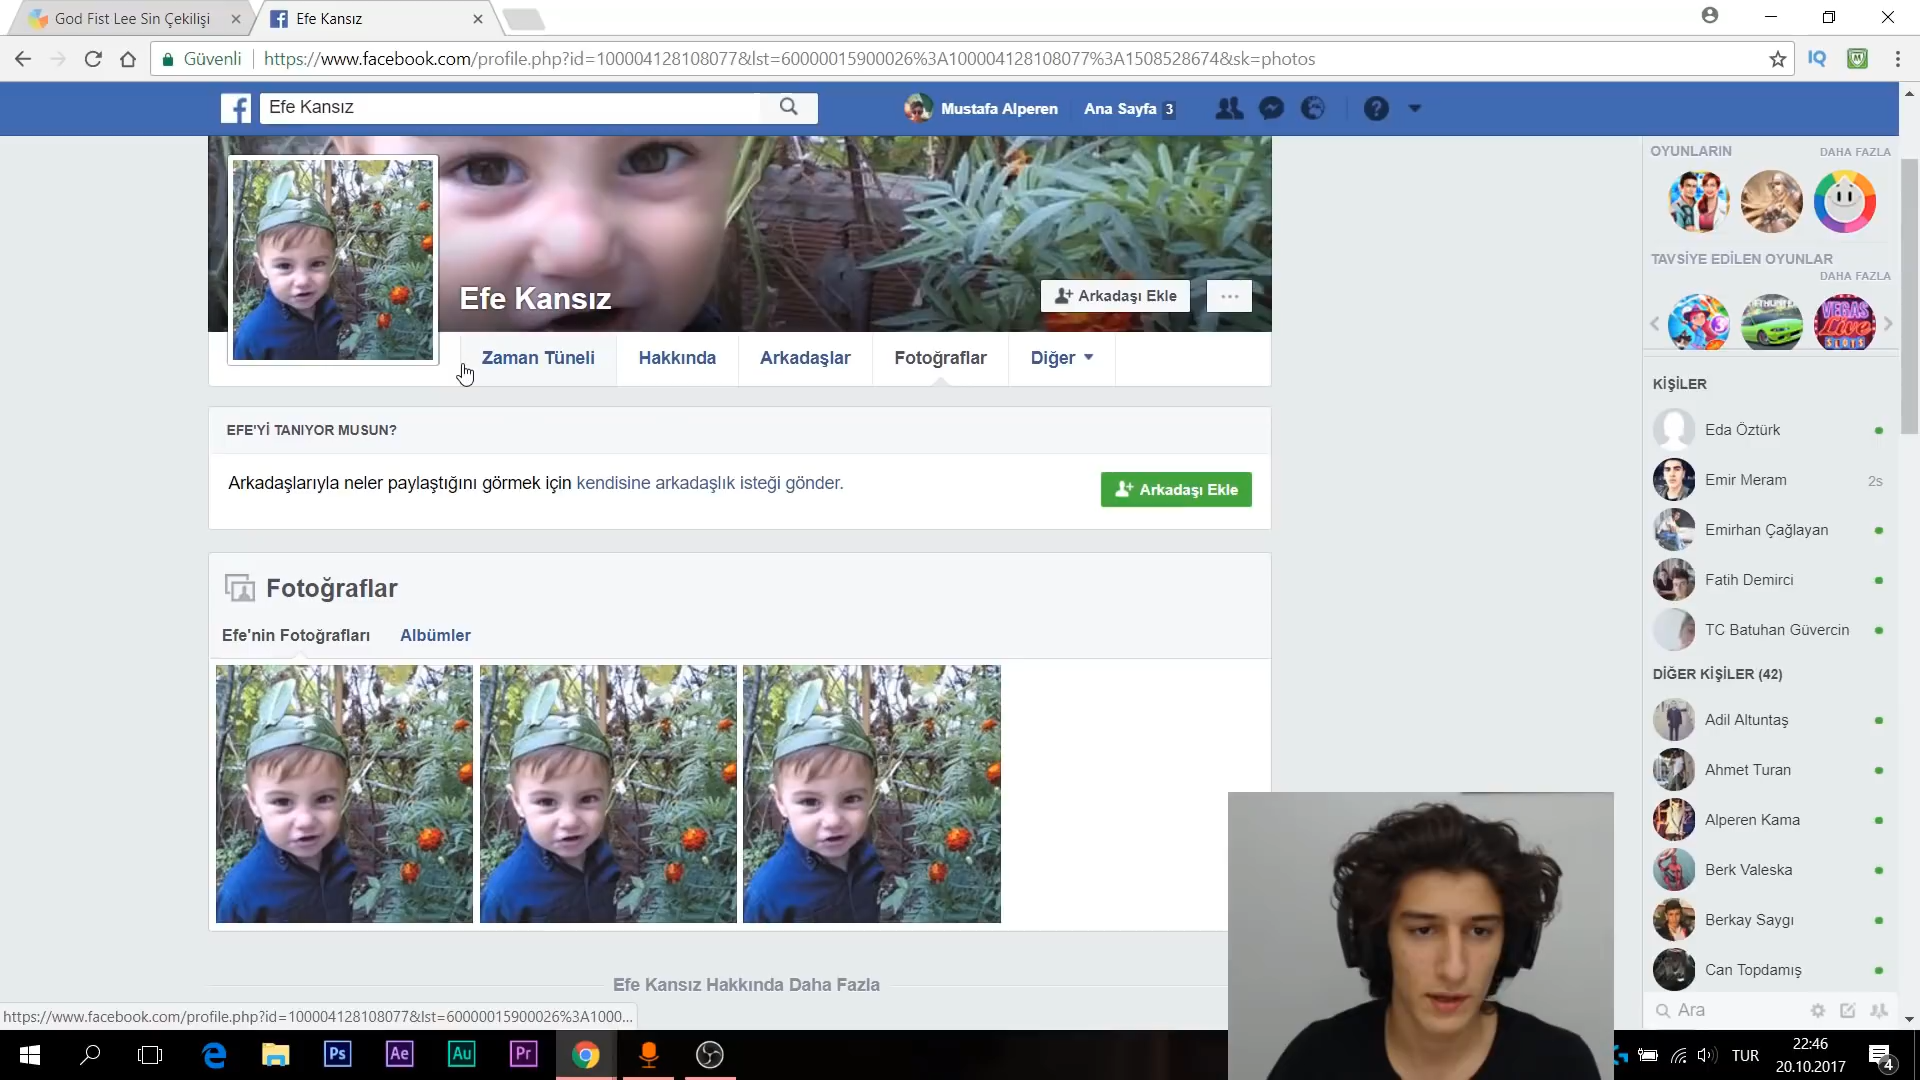 God Fist Lee Sin Çekilişi
Efe Kansız
Güvenli
https://www.facebook.com/profile.php?id=100004128108077&lst=60000015900026%3A100004128108077%3A1508528674&sk=photos
Efe Kansız
Mustafa Alperen
Ana Sayfa 3
Efe Kansız
Arkadaşı Ekle
Zaman Tüneli
Hakkında
Arkadaşlar
Fotoğraflar
Diğer
EFE'Yİ TANIYOR MUSUN?
Arkadaşlarıyla neler paylaştığını görmek için kendisine arkadaşlık isteği gönder.
Arkadaşı Ekle
Fotoğraflar
Efe'nin Fotoğrafları
Albümler
Efe Kansız Hakkında Daha Fazla
OYUNLARIN
DAHA FAZLA
TAVSİYE EDİLEN OYUNLAR
DAHA FAZLA
VEGAS
Live
SLOTS
KİŞİLER
Eda Öztürk
Emir Meram
2s
Emirhan Çağlayan
Fatih Demirci
TC Batuhan Güvercin
DİĞER KİŞİLER (42)
Adil Altuntaş
Ahmet Turan
Alperen Kama
Berk Valeska
Berkay Saygı
Can Topdamış
Ara
https://www.facebook.com/profile.php?id=100004128108077&lst=60000015900026%3A1000...
Ps
Ae
Au
Pr
TUR
22:46
20.10.2017
4
IQ